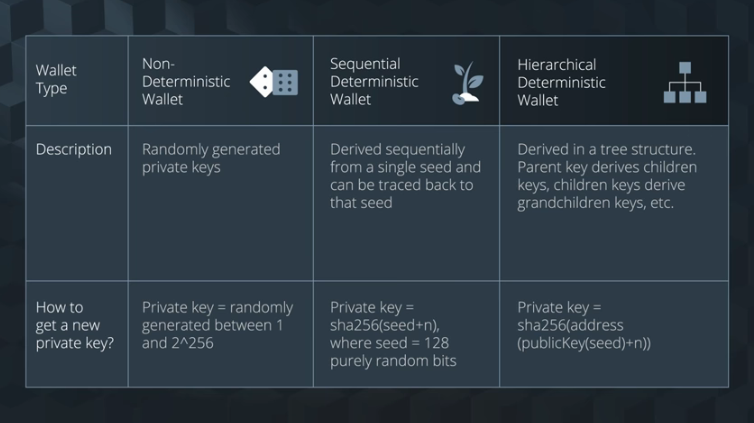 Wallet
Type
Non-
Deterministic
Wallet
Sequential
Deterministic
Wallet
Hierarchical
Deterministic
Wallet
Description
Randomly generated
private keys
Derived sequentially
from a single seed and
can be traced back to
that seed
Derived in a tree structure.
Parent key derives children
keys, children keys derive
grandchildren keys, etc.
How to
get a new
private key?
Private key = randomly
generated between 1
and 2^256
Private key =
sha256(seed+n),
where seed = 128
purely random bits
Private key =
sha256(address
(publicKey(seed)+n))